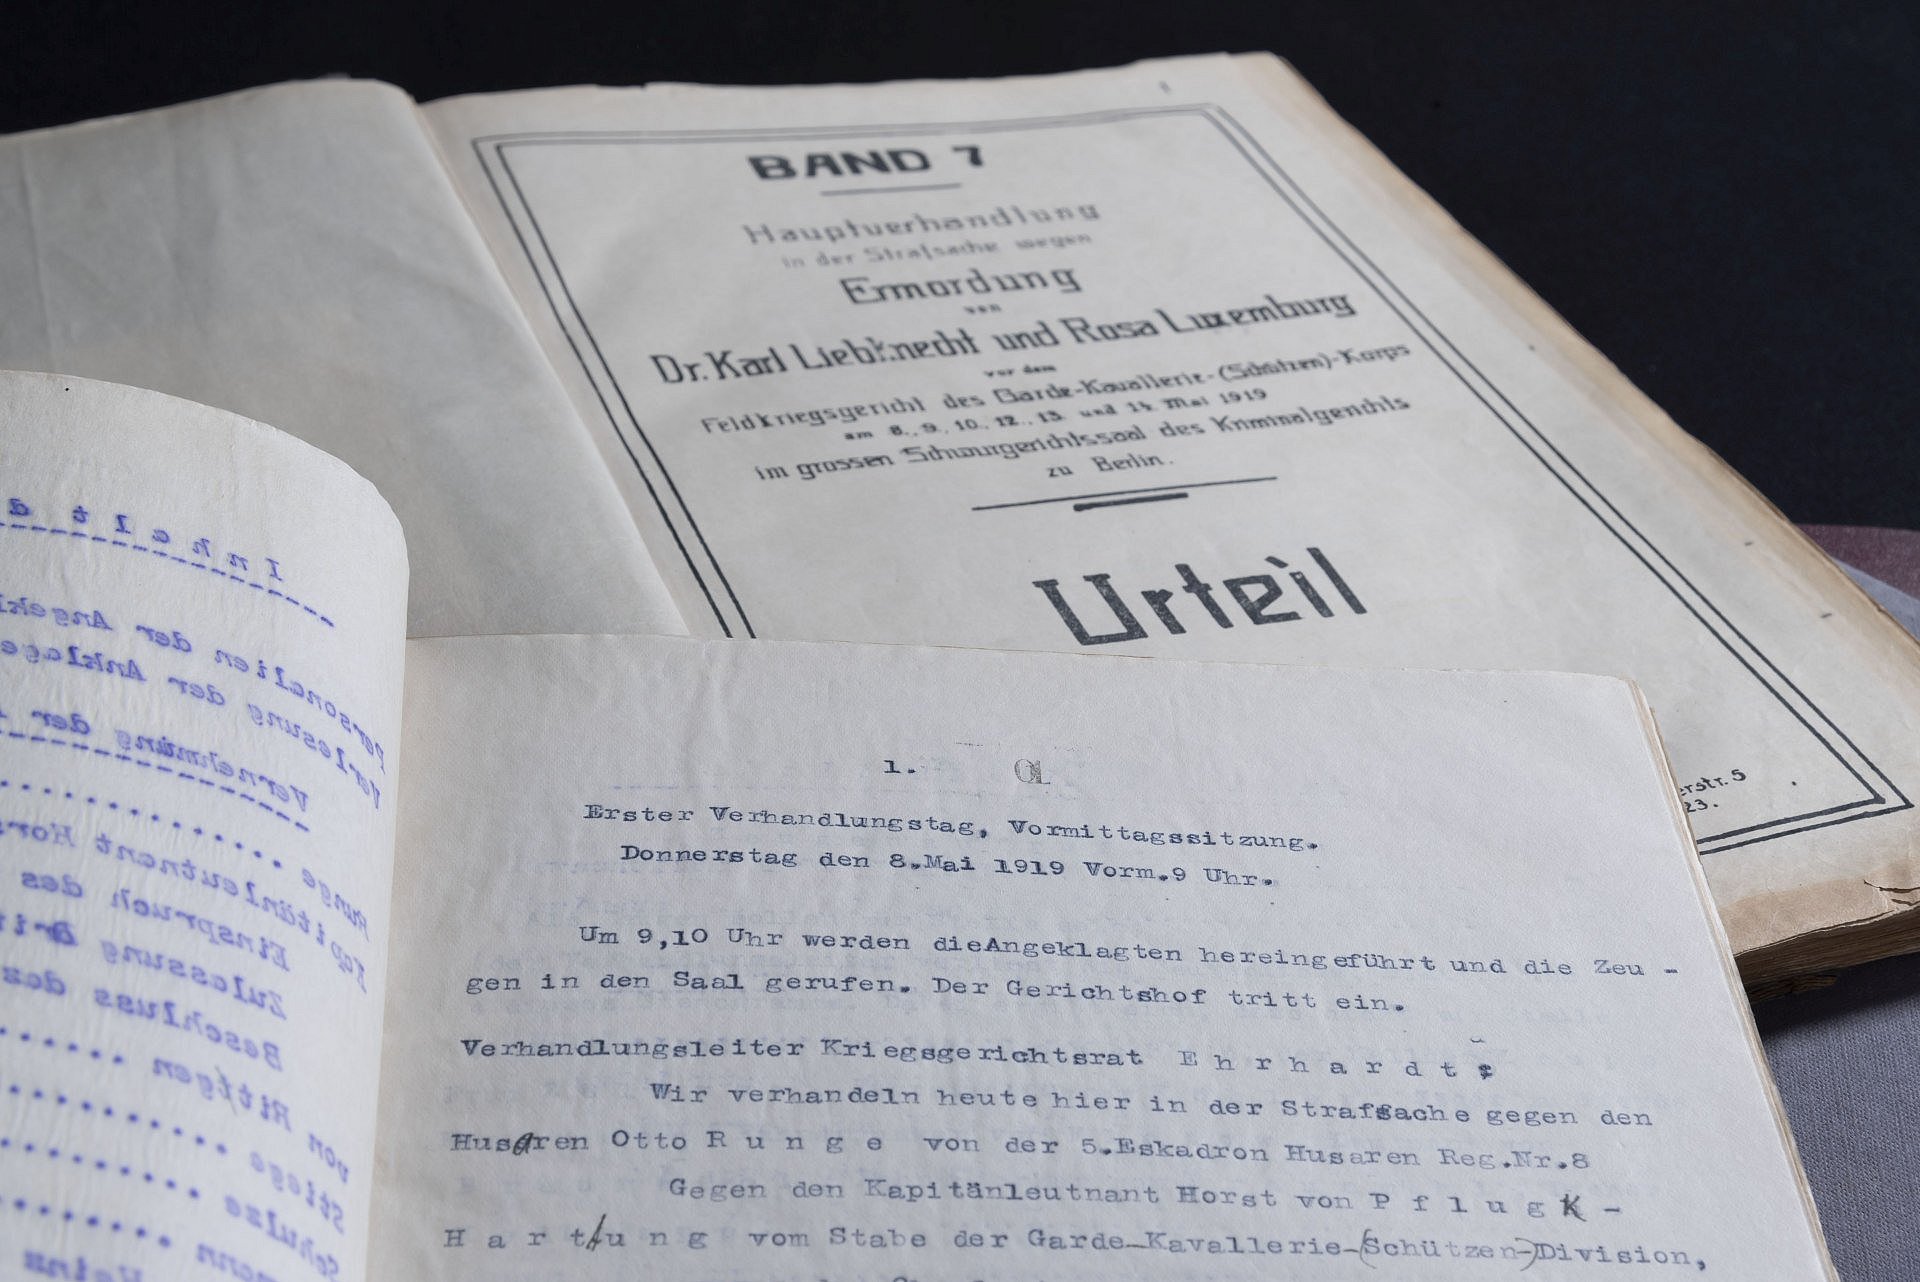 BAND 7
Hauptverhandlung
in der Strafsache wegen
Ermordung
von
Dr. Karl Liebknecht und Rosa Luxemburg
vor dem
Feldkriegsgericht des Garde-Kavallerie-(Schützen)-Korps
am 8., 9., 10., 12., 13. und 14. Mai 1919
im grossen Schwurgerichtssaal des Kriminalgerichts
zu Berlin.
Urteil
erstr. 5
23.
Inhalt
Personalien der
Verlesung der Anklage
Vernehmung der
Kapitänleutnant
Einspruch des
Zulassung
Beschluss des
von Rittgen
Stiege
Schulze
1.
Erster Verhandlungstag, Vormittagssitzung.
Donnerstag den 8.Mai 1919 Vorm.9 Uhr.
Um 9,10 Uhr werden dieAngeklagten hereingeführt und die Zeu -
gen in den Saal gerufen. Der Gerichtshof tritt ein.
Verhandlungsleiter Kriegsgerichtsrat E h r h a r d t :
Wir verhandeln heute hier in der Strafsache gegen den
Husaren Otto R u n g e von der 5.Eskadron Husaren Reg.Nr.8
Gegen den Kapitänleutnant Horst von P f l u g k -
H a r t t u n g vom Stabe der Garde-Kavallerie-(Schützen-)Division,